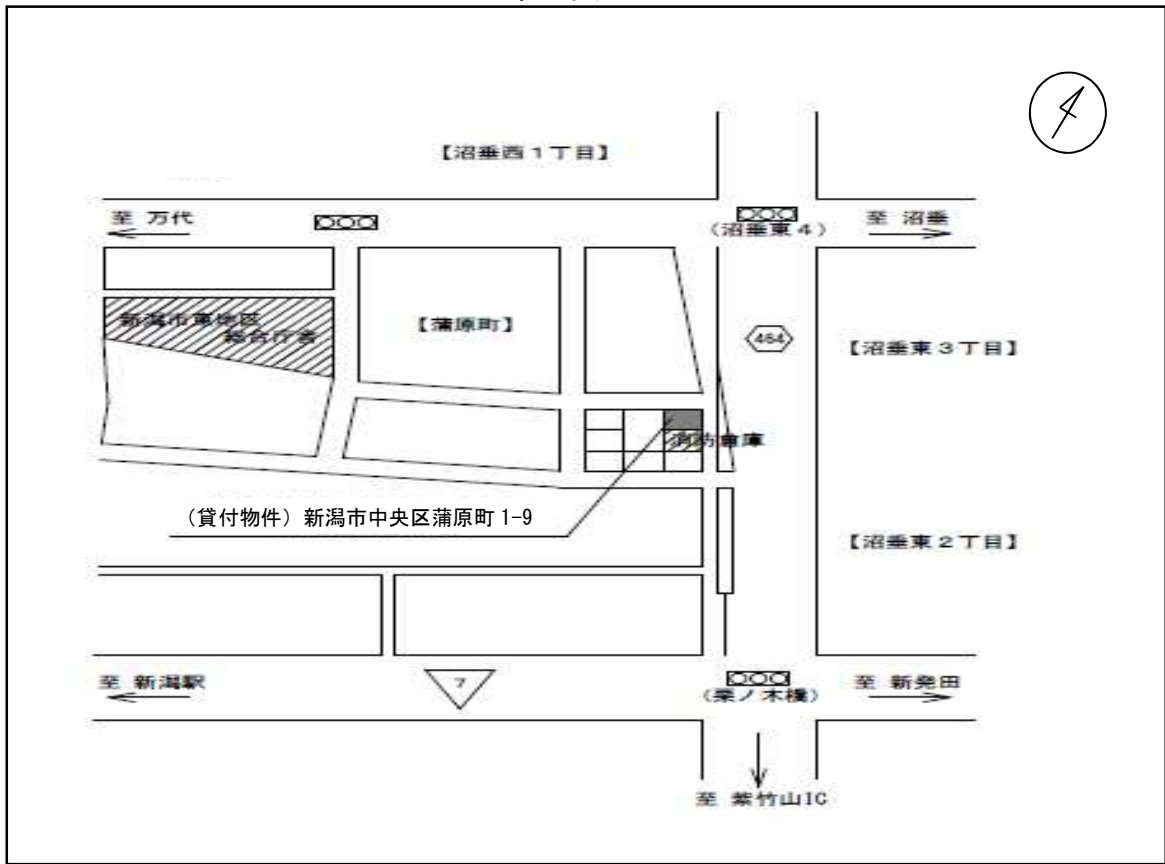 【沼垂西1丁目】
至 万代
(沼垂東4)
至 沼垂
新潟市東地区
総合庁舎
【蒲原町】
464
【沼垂東3丁目】
消防倉庫
(貸付物件)新潟市中央区蒲原町 1-9
【沼垂東2丁目】
至 新潟駅
7
(栗ノ木橋)
至 新発田
至 紫竹山IC